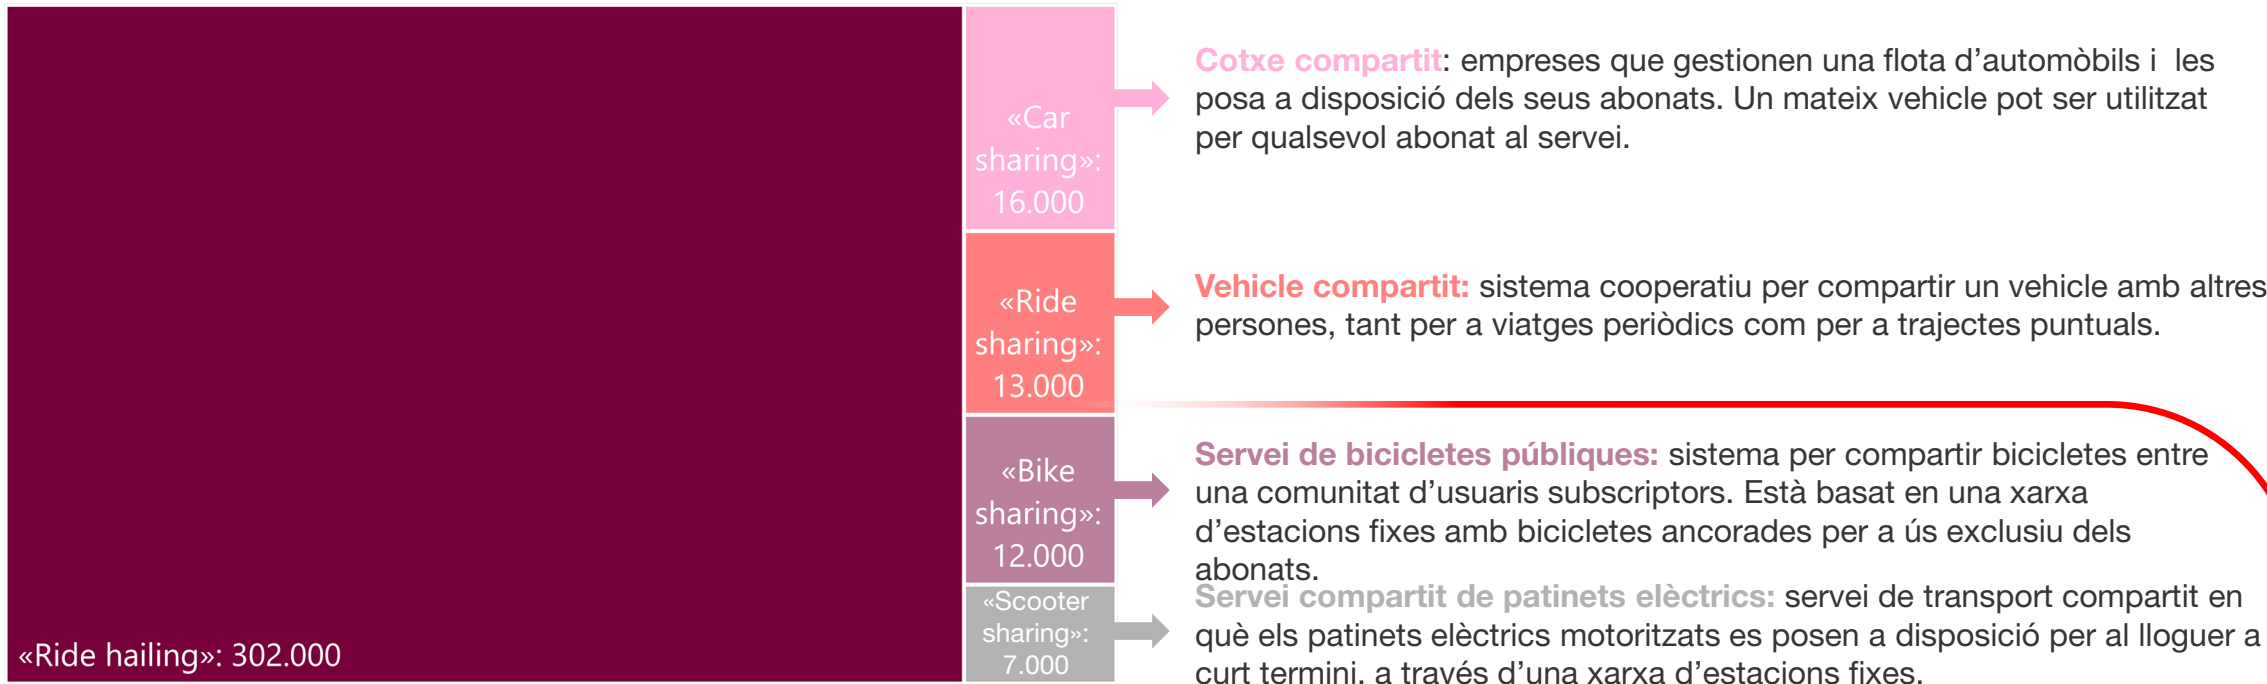 «Ride hailing»: 302.000
«Car
sharing»:
16.000
Cotxe compartit: empreses que gestionen una flota d’automòbils i  les
posa a disposició dels seus abonats. Un mateix vehicle pot ser utilitzat
per qualsevol abonat al servei.
«Ride
sharing»:
13.000
Vehicle compartit: sistema cooperatiu per compartir un vehicle amb altres
persones, tant per a viatges periòdics com per a trajectes puntuals.
«Bike
sharing»:
12.000
Servei de bicicletes públiques: sistema per compartir bicicletes entre
una comunitat d’usuaris subscriptors. Està basat en una xarxa
d’estacions fixes amb bicicletes ancorades per a ús exclusiu dels
abonats.
«Scooter
sharing»:
7.000
Servei compartit de patinets elèctrics: servei de transport compartit en
què els patinets elèctrics motoritzats es posen a disposició per al lloguer a
curt termini, a través d’una xarxa d’estacions fixes.